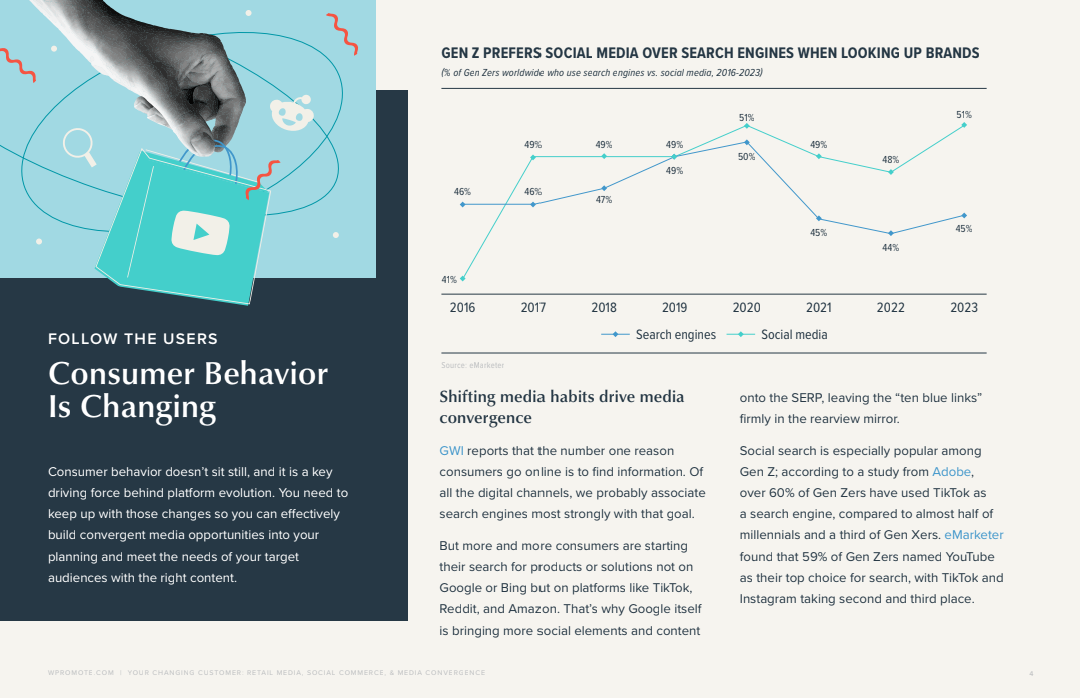 FOLLOW THE USERS
Consumer Behavior
Is Changing
Consumer behavior doesn't sit still, and it is a key
driving force behind platform evolution. You need to
keep up with those changes so you can effectively
build convergent media opportunities into your
planning and meet the needs of your target
audiences with the right content.
GEN Z PREFERS SOCIAL MEDIA OVER SEARCH ENGINES WHEN LOOKING UP BRANDS
(% of Gen Zers worldwide who use search engines vs. social media, 2016-2023)
51% 51%
49% 49% 49% 49% 48%
46% 46% 47% 49% 50% 45% 44% 45%
41%
2016 2017 2018 2019 2020 2021 2022 2023
Search engines Social media
Source: eMarketer
Shifting media habits drive media
convergence
GWI reports that the number one reason
consumers go online is to find information. Of
all the digital channels, we probably associate
search engines most strongly with that goal.
But more and more consumers are starting
their search for products or solutions not on
Google or Bing but on platforms like TikTok,
Reddit, and Amazon. That's why Google itself
is bringing more social elements and content
onto the SERP, leaving the “ten blue links”
firmly in the rearview mirror.
Social search is especially popular among
Gen Z; according to a study from Adobe,
over 60% of Gen Zers have used TikTok as
a search engine, compared to almost half of
millennials and a third of Gen Xers. eMarketer
found that 59% of Gen Zers named YouTube
as their top choice for search, with TikTok and
Instagram taking second and third place.
WPROMOTE.COM | YOUR CHANGING CUSTOMER: RETAIL MEDIA, SOCIAL COMMERCE, & MEDIA CONVERGENCE
4